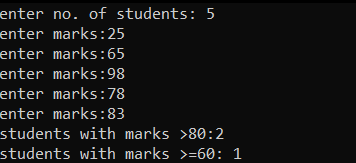 enter no. of students: 5
enter marks:25
enter marks:65
enter marks:98
enter marks:78
enter marks:83
students with marks >80:2
students with marks >=60: 1